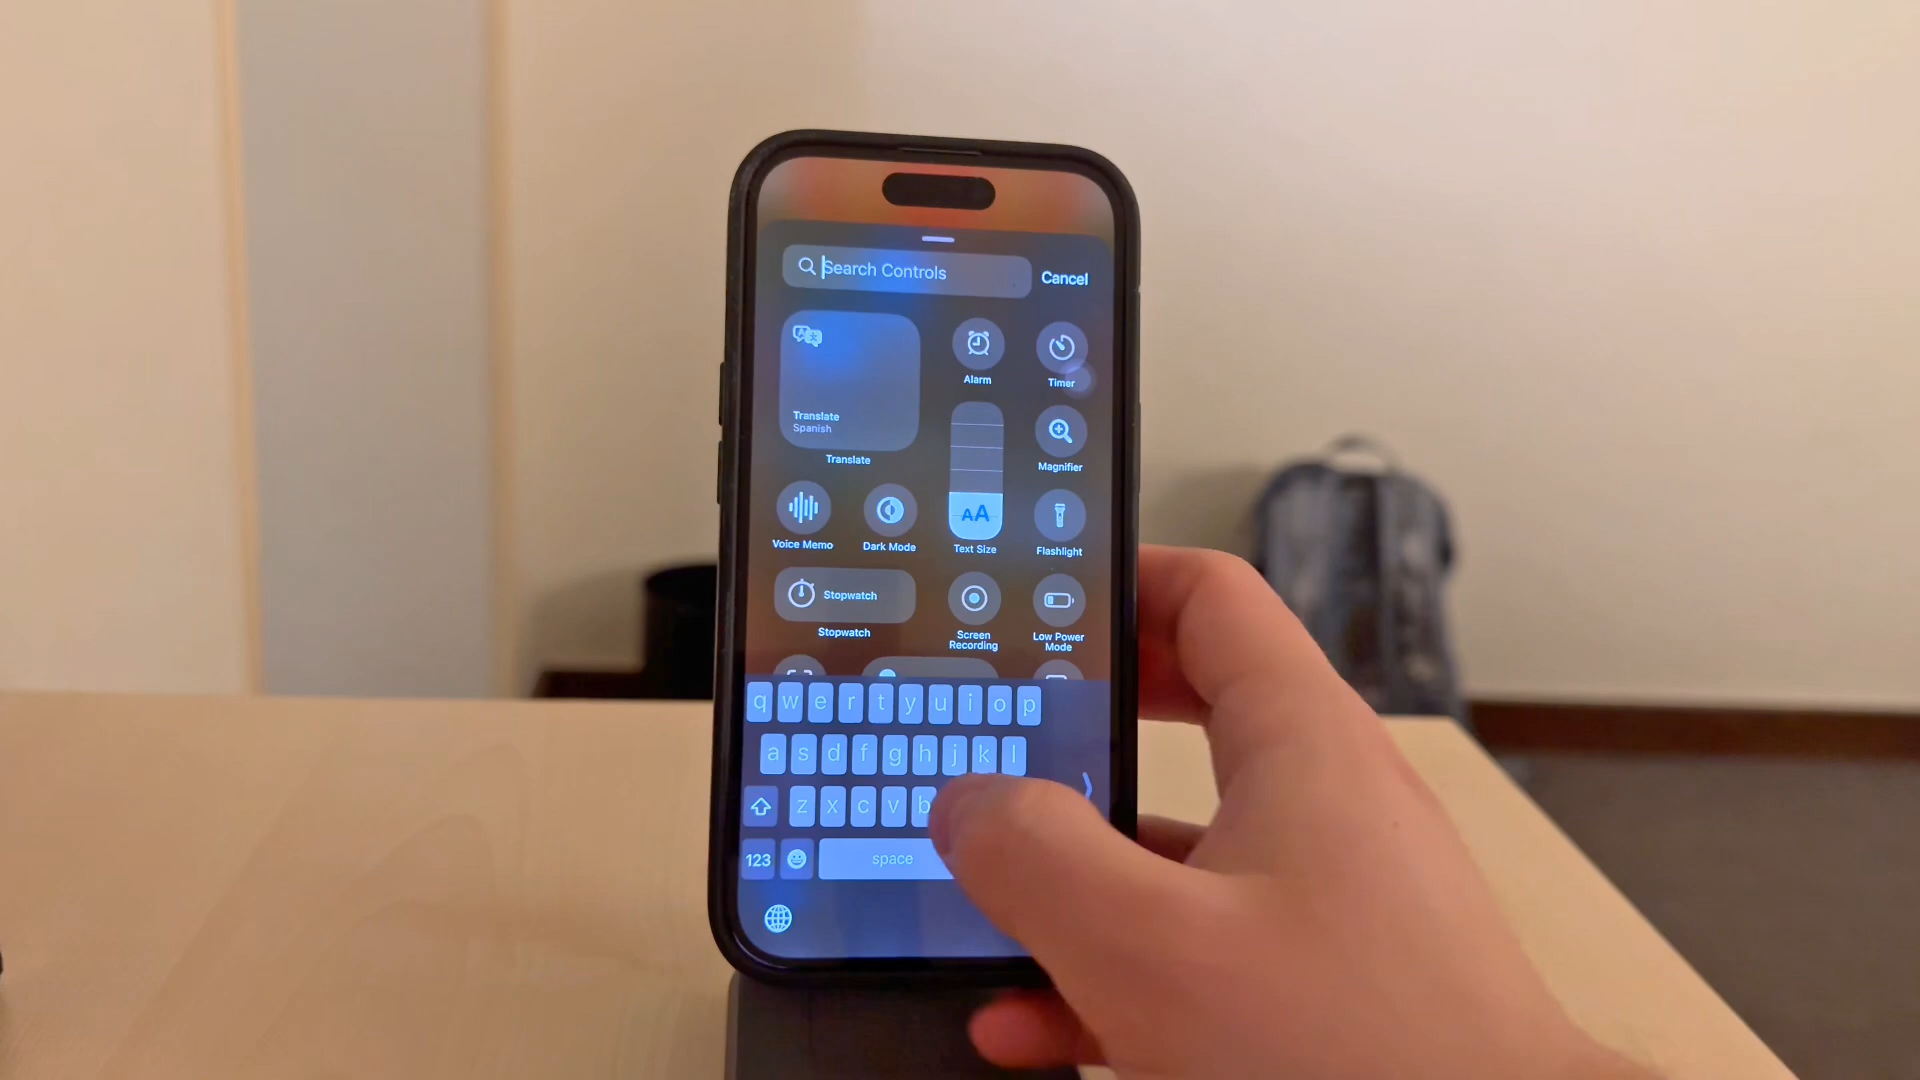 Search Controls
Cancel
Translate
Spanish
Translate
Alarm
Timer
Magnifier
AA
Text Size
Voice Memo
Dark Mode
Flashlight
Stopwatch
Stopwatch
Screen
Recording
Low Power
Mode
q w e r t y u i o p
a s d f g h j k l
z x c v b
123
space